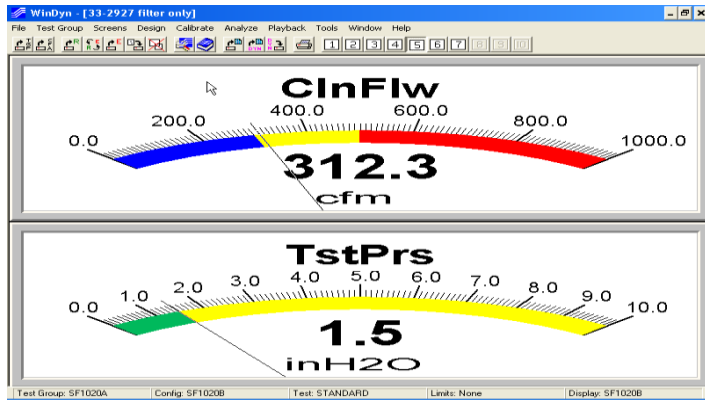 WinDyn - [33-2927 filter only]
File Test Group Screens Design Calibrate Analyze Playback Tools Window Help
1 2 3 4 5 6 7 8 9 10
ClnFlw
0.0 200.0 400.0 600.0 800.0 1000.0
312.3
cfm
TstPrs
0.0 1.0 2.0 3.0 4.0 5.0 6.0 7.0 8.0 9.0 10.0
1.5
inH2O
Test Group: SF1020A Config: SF1020B Test: STANDARD Limits: None Display: SF1020B